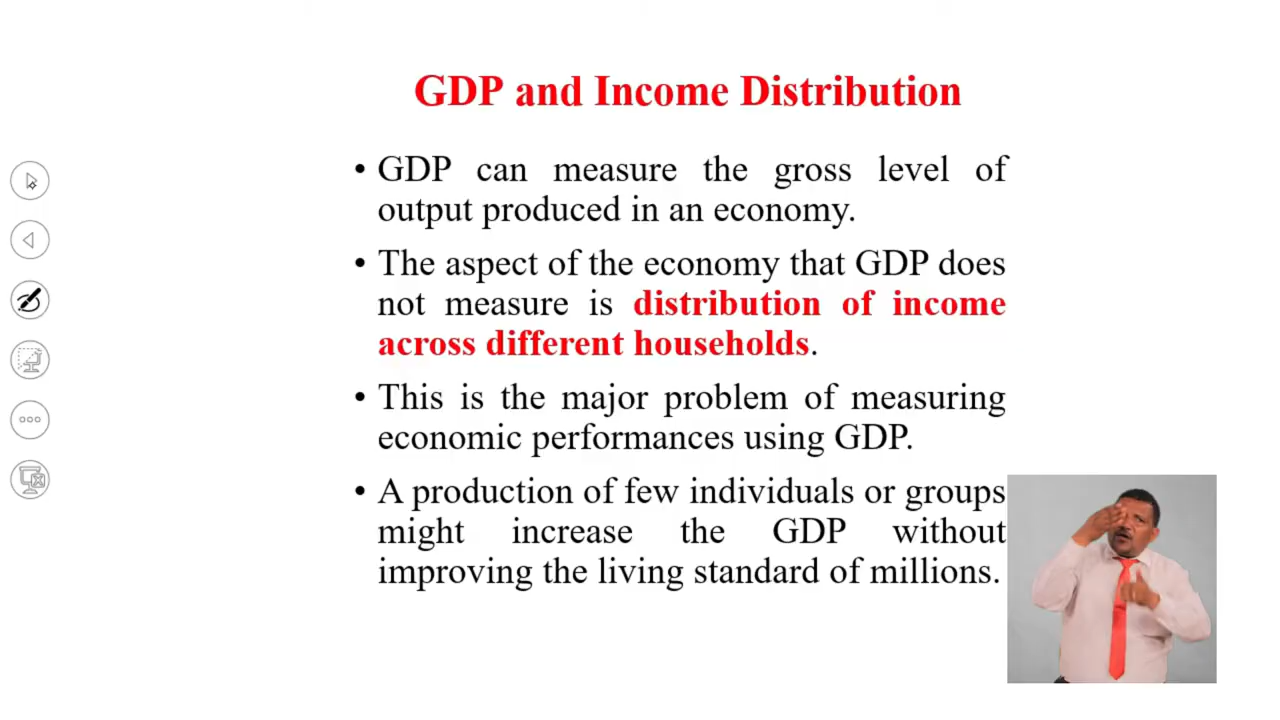 GDP and Income Distribution
• GDP can measure the gross level of
output produced in an economy.
• The aspect of the economy that GDP does
not measure is distribution of income
across different households.
• This is the major problem of measuring
economic performances using GDP.
• A production of few individuals or groups
might increase the GDP without
improving the living standard of millions.